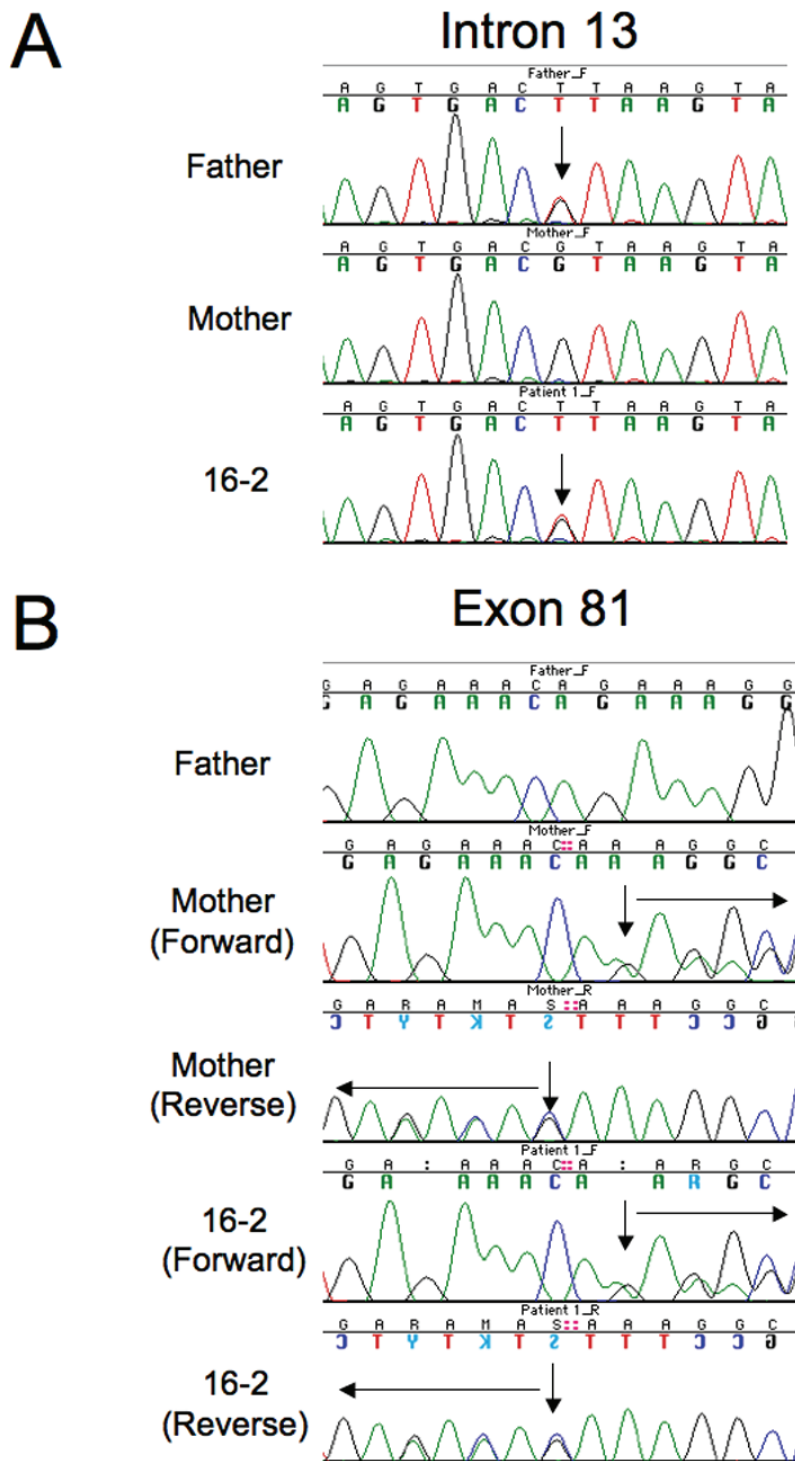 A
Intron 13
Father_F
A G T G A C T T A A G T A
A G T G A C T T A A G T A
Father
Mother_F
A G T G A C G T A A G T A
A G T G A C G T A A G T A
Mother
Patient 1_F
A G T G A C T T A A G T A
A G T G A C T T A A G T A
16-2
B
Exon 81
Father_F
G A G A A A C A G A A A G G
G A G A A A C A G A A A G G
Father
Mother_F
G A G A A A C :: A A A G G C
G A G A A A C A A A G G C
Mother
(Forward)
Mother_R
G A R A M A S :: A A A G G C
C T Y T K T S T T T C C G
Mother
(Reverse)
Patient 1_F
G A : A A A C :: A : A R G C
G A A A A C A A R G C
16-2
(Forward)
Patient 1_R
G A R A M A S :: A A A G G C
C T Y T K T S T T T C C G
16-2
(Reverse)